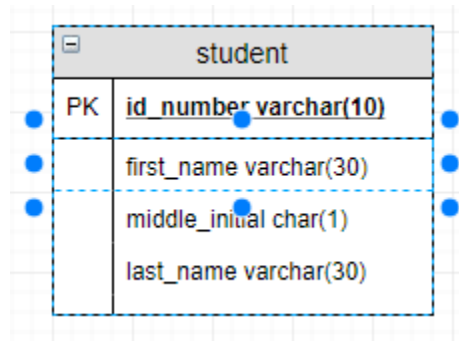 student
PK id_number varchar(10)
first_name varchar(30)
middle_initial char(1)
last_name varchar(30)